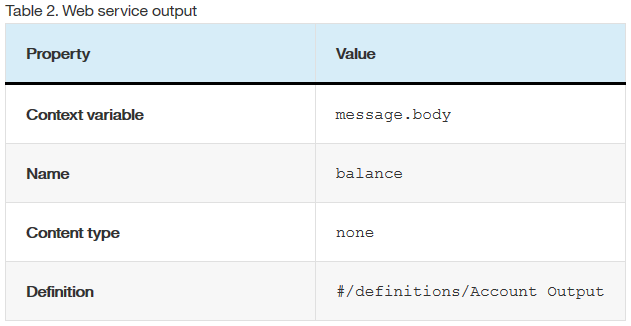 Table 2. Web service output
Property Value
Context variable message.body
Name balance
Content type none
Definition #/definitions/Account Output